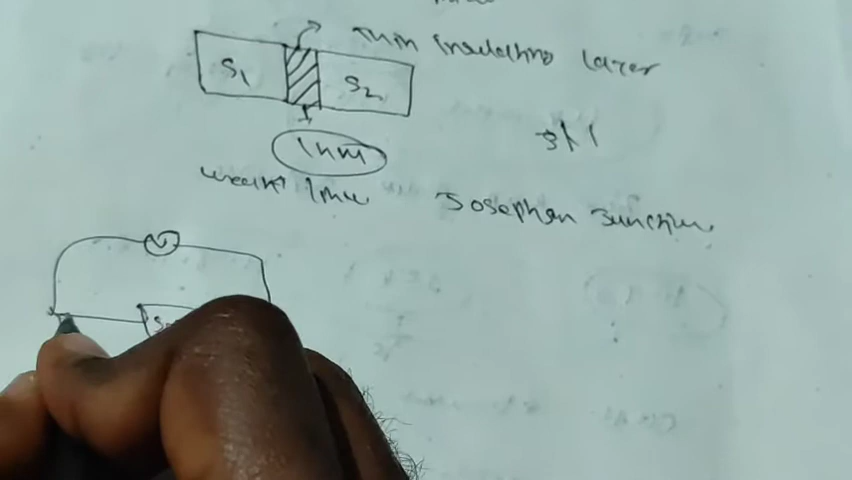 Thin insulating layer
S1 S2
1nm
weak link Josephson Junction